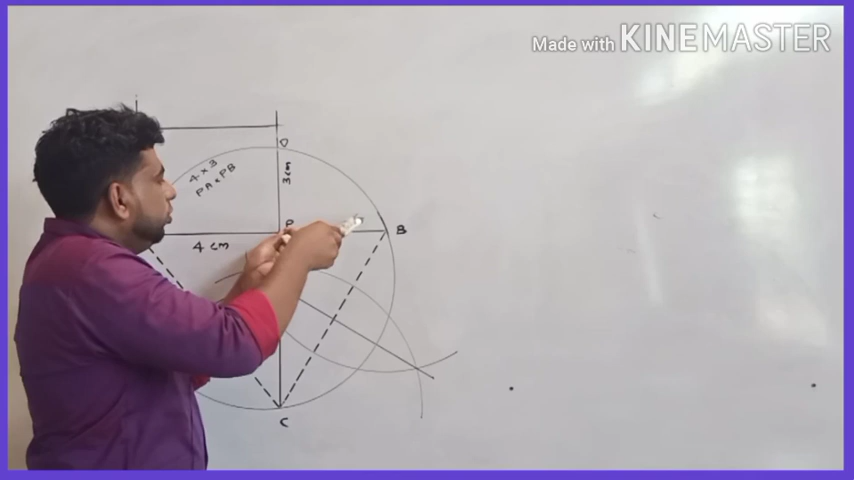 Made with KINEMASTER
D
3cm
4 x 3
PA x PB
P
B
4 cm
C